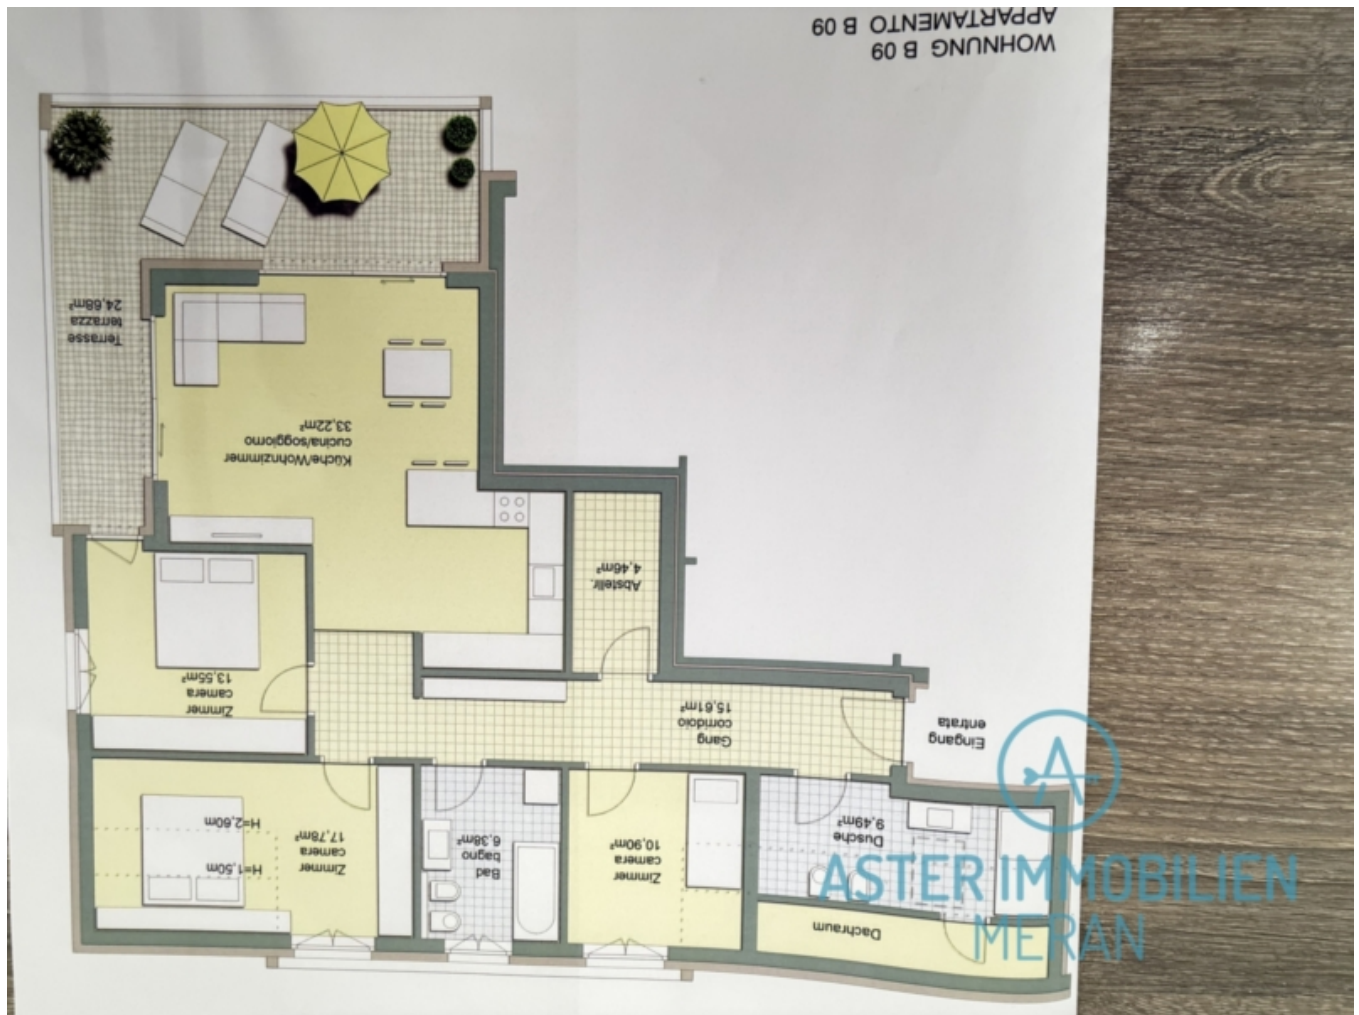 WOHNUNG B 09
APPARTAMENTO B 09
Terrasse
terrazza
24,68m²
Küche/Wohnzimmer
cucina/soggiorno
33,22m²
Abstellr.
4,46m²
Zimmer
camera
13,55m²
Gang
corridoio
15,61m²
Eingang
entrata
Zimmer
camera
17,78m²
H=2,60m
H=1,50m
Bad
bagno
6,38m²
Zimmer
camera
10,90m²
Dusche
9,49m²
Dachraum
ASTER IMMOBILIEN
MERAN